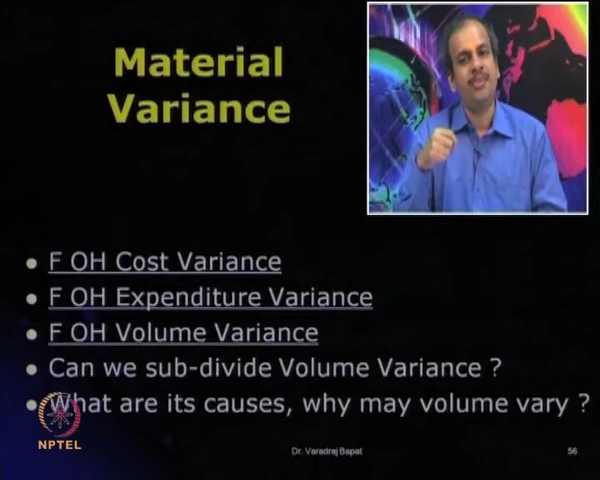 Material
Variance
• F OH Cost Variance
• F OH Expenditure Variance
• F OH Volume Variance
• Can we sub-divide Volume Variance ?
• What are its causes, why may volume vary ?
NPTEL
Dr. Varadraj Bapat
56